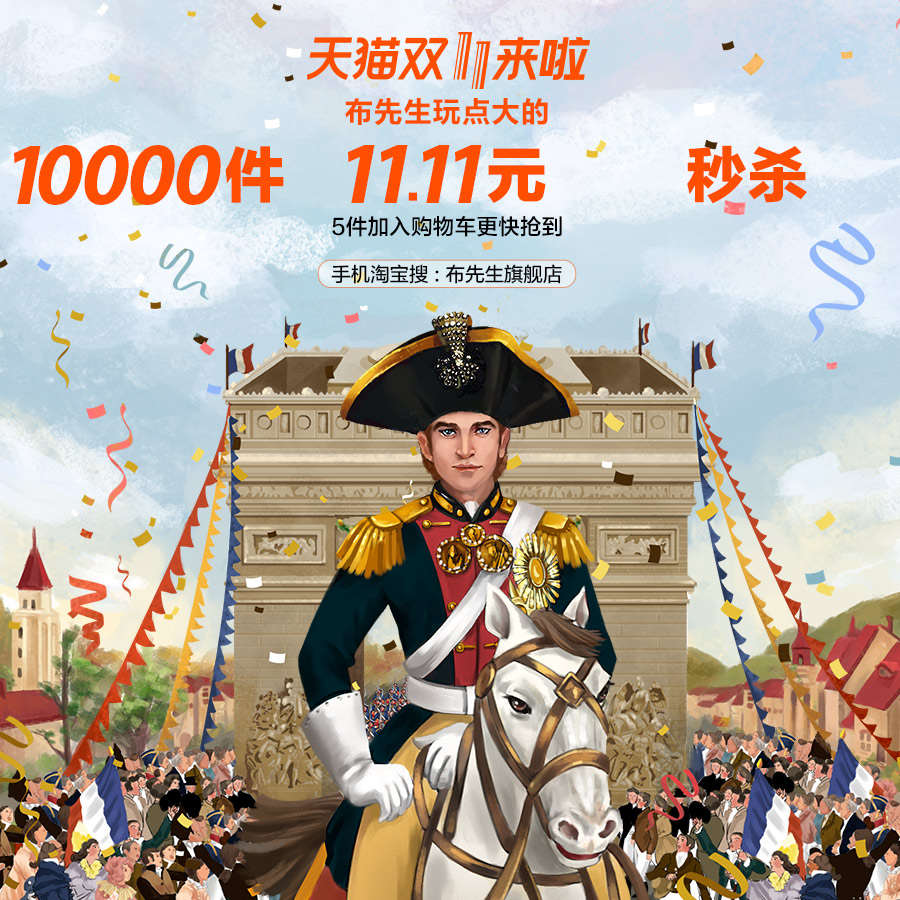 天猫双11来啦
布先生玩点大的
10000件 11.11元 秒杀
5件加入购物车更快抢到
手机淘宝搜：布先生旗舰店